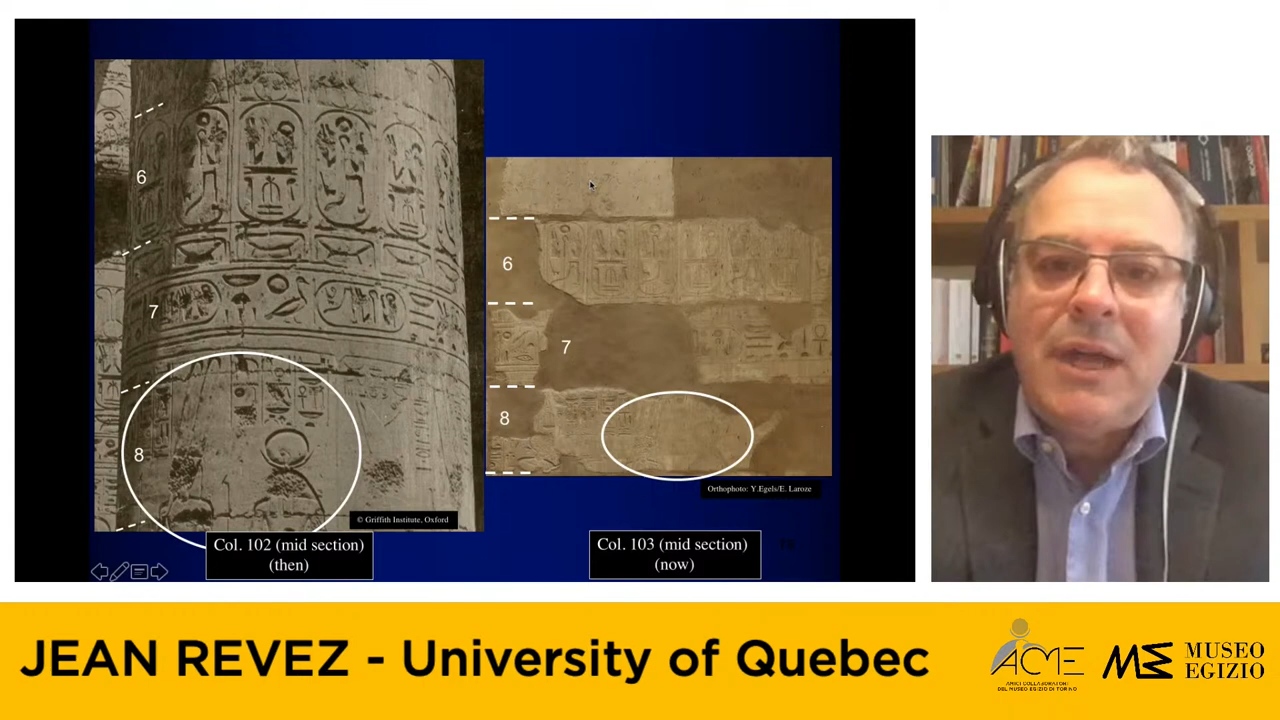 6
7
8
© Griffith Institute, Oxford
Col. 102 (mid section)
(then)
6
7
8
Orthophoto: Y.Egels/E. Laroze
Col. 103 (mid section)
(now)
JEAN REVEZ - University of Quebec
ACME
AMICI COLLABORATORI
DEL MUSEO EGIZIO DI TORINO
ME
MUSEO
EGIZIO